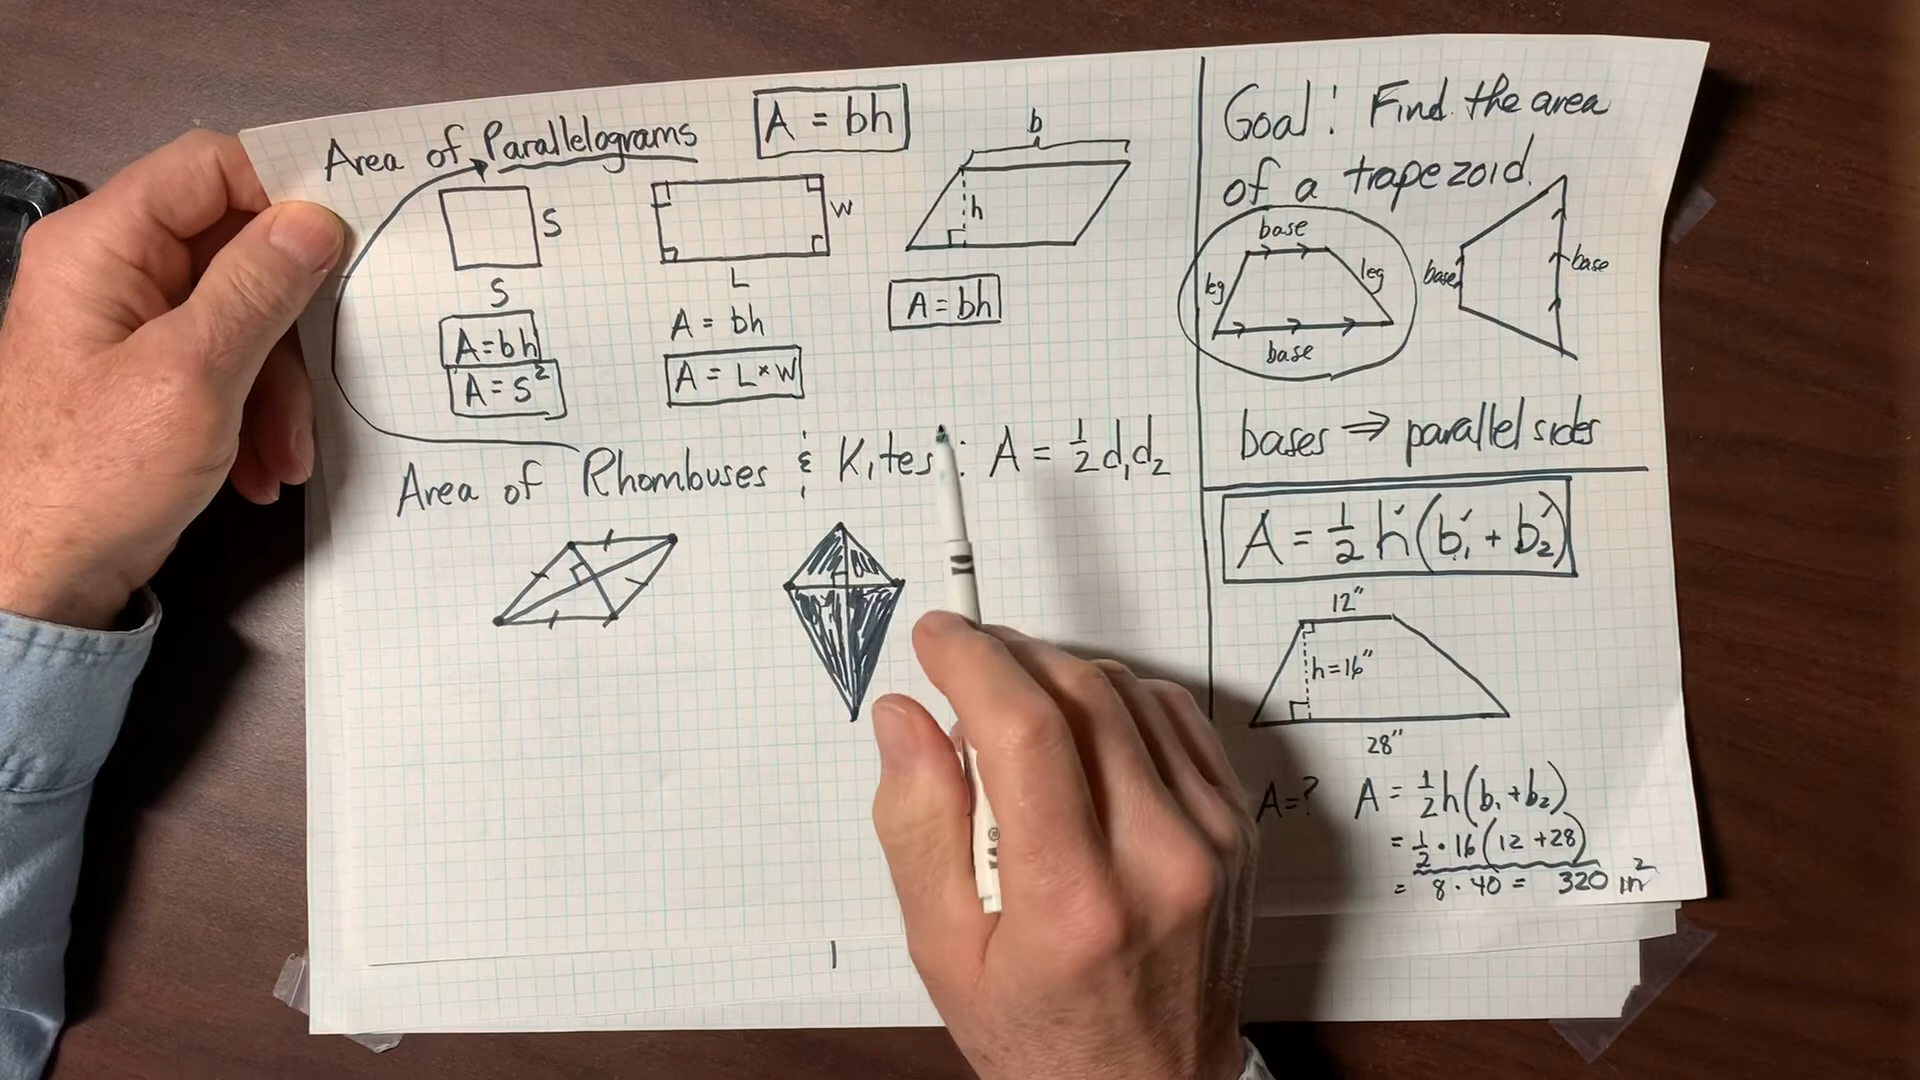 Area of Parallelograms
A = bh
b
h
S
S
W
L
A=bh
A = S²
A = bh
A = L×W
A = bh
Area of Rhombuses & Kites: A = ½d₁d₂
Goal: Find the area
of a trapezoid.
base
leg
leg
base
base
base
bases ⇒ parallel sides
A = ½ h(b₁ + b₂)
12"
h=16"
28"
A=? A = ½h(b₁+b₂)
= ½ • 16(12 +28)
= 8 · 40 = 320 in²